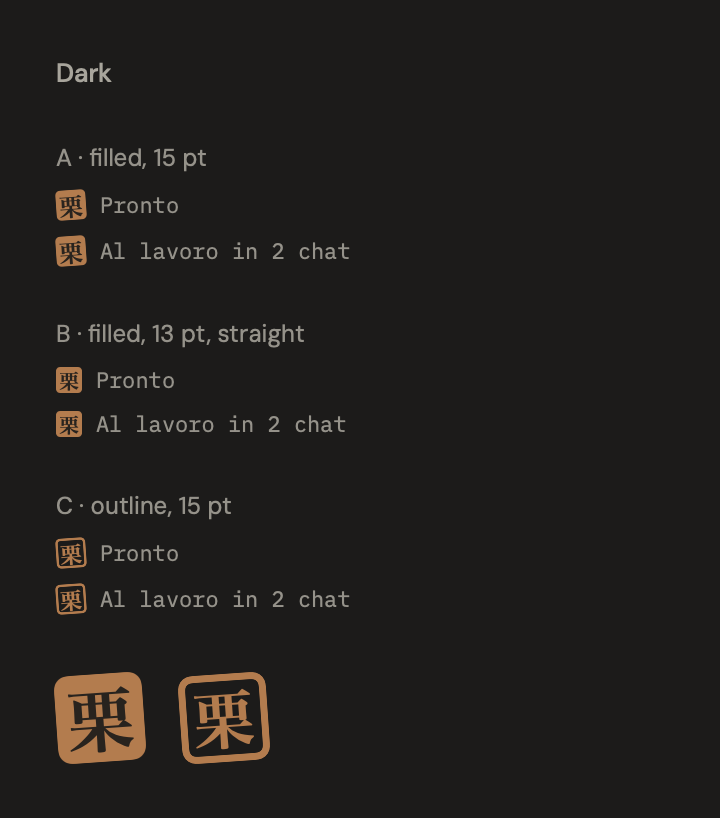 Dark
A · filled, 15 pt
栗 Pronto
栗 Al lavoro in 2 chat
B · filled, 13 pt, straight
栗 Pronto
栗 Al lavoro in 2 chat
C · outline, 15 pt
栗 Pronto
栗 Al lavoro in 2 chat
栗 栗